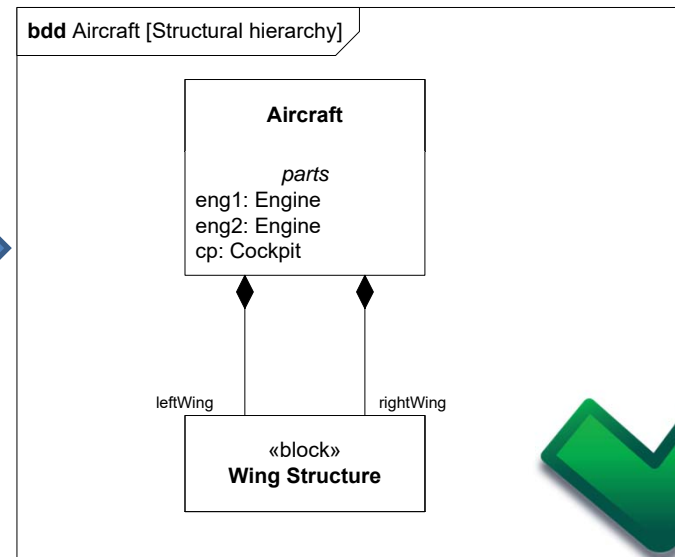 bdd Aircraft [Structural hierarchy]
Aircraft
parts
eng1: Engine
eng2: Engine
cp: Cockpit
leftWing
rightWing
«block»
Wing Structure